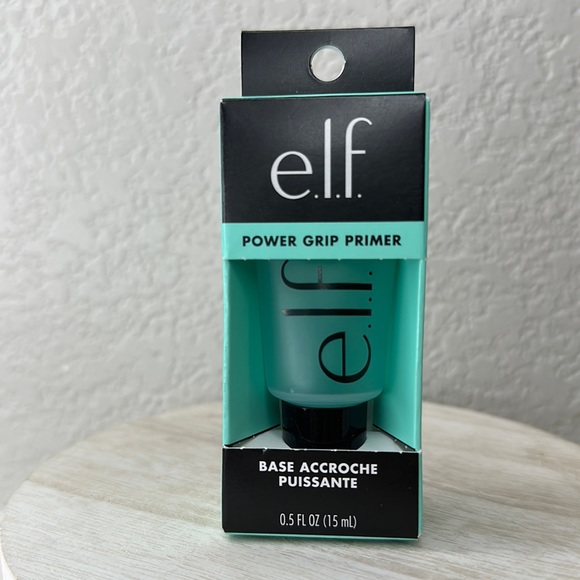 e.l.f.
POWER GRIP PRIMER
e.l.f.
BASE ACCROCHE
PUISSANTE
0.5 FL OZ (15 mL)